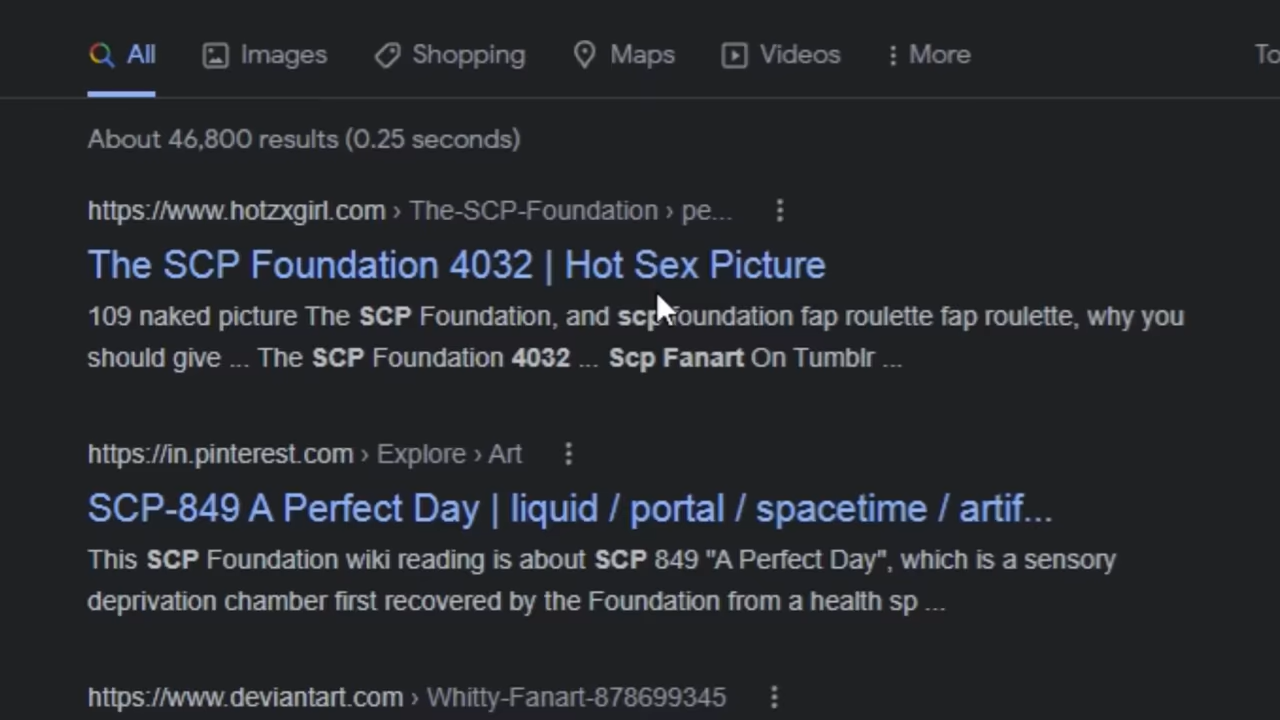 All Images Shopping Maps Videos More To
About 46,800 results (0.25 seconds)
https://www.hotzxgirl.com › The-SCP-Foundation › pe...
The SCP Foundation 4032 | Hot Sex Picture
109 naked picture The SCP Foundation, and scp foundation fap roulette fap roulette, why you
should give ... The SCP Foundation 4032 ... Scp Fanart On Tumblr ...
https://in.pinterest.com › Explore › Art
SCP-849 A Perfect Day | liquid / portal / spacetime / artif...
This SCP Foundation wiki reading is about SCP 849 "A Perfect Day", which is a sensory
deprivation chamber first recovered by the Foundation from a health sp ...
https://www.deviantart.com › Whitty-Fanart-878699345